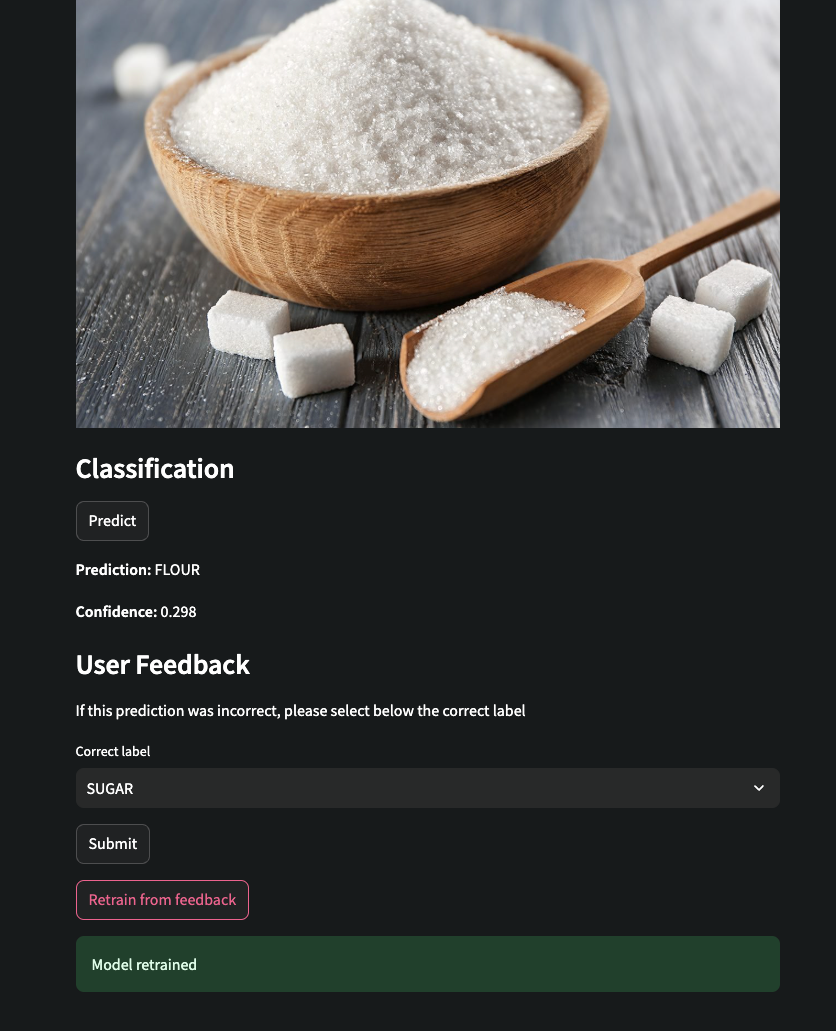 Classification
Predict
Prediction: FLOUR
Confidence: 0.298
User Feedback
If this prediction was incorrect, please select below the correct label
Correct label
SUGAR
Submit
Retrain from feedback
Model retrained